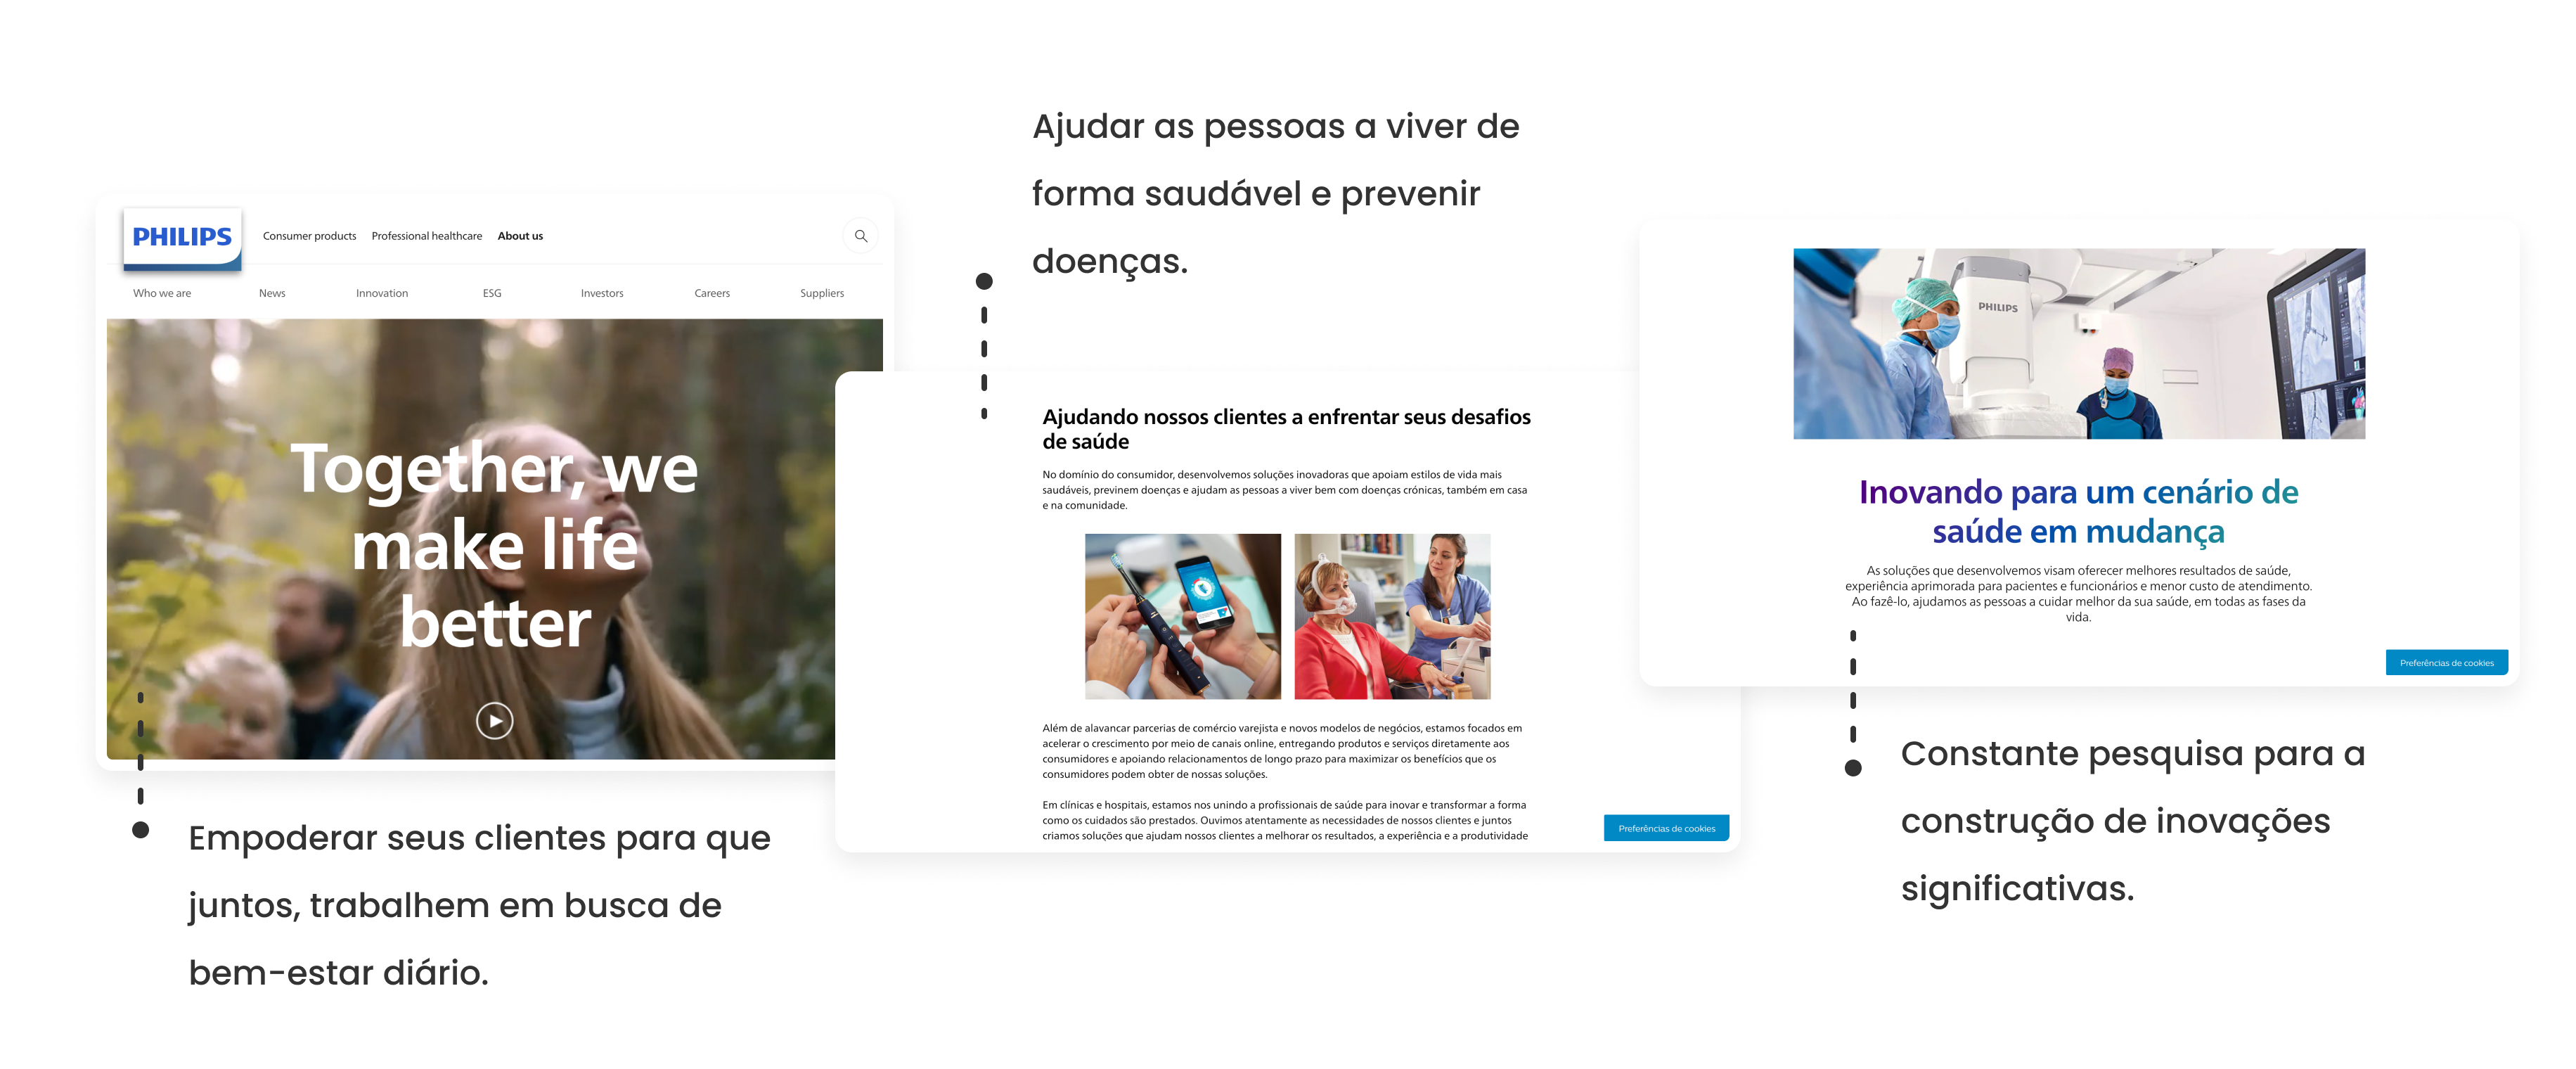 PHILIPS
Consumer products
Professional healthcare
About us
Who we are
News
Innovation
ESG
Investors
Careers
Suppliers
Together, we
make life
better
Empoderar seus clientes para que
juntos, trabalhem em busca de
bem-estar diário.
Ajudar as pessoas a viver de
forma saudável e prevenir
doenças.
Ajudando nossos clientes a enfrentar seus desafios
de saúde
No domínio do consumidor, desenvolvemos soluções inovadoras que apoiam estilos de vida mais
saudáveis, previnem doenças e ajudam as pessoas a viver bem com doenças crónicas, também em casa
e na comunidade.
Além de alavancar parcerias de comércio varejista e novos modelos de negócios, estamos focados em
acelerar o crescimento por meio de canais online, entregando produtos e serviços diretamente aos
consumidores e apoiando relacionamentos de longo prazo para maximizar os benefícios que os
consumidores podem obter de nossas soluções.
Em clínicas e hospitais, estamos nos unindo a profissionais de saúde para inovar e transformar a forma
como os cuidados são prestados. Ouvimos atentamente as necessidades de nossos clientes e juntos
criamos soluções que ajudam nossos clientes a melhorar os resultados, a experiência e a produtividade
Preferências de cookies
PHILIPS
Inovando para um cenário de
saúde em mudança
As soluções que desenvolvemos visam oferecer melhores resultados de saúde,
experiência aprimorada para pacientes e funcionários e menor custo de atendimento.
Ao fazê-lo, ajudamos as pessoas a cuidar melhor da sua saúde, em todas as fases da
vida.
Preferências de cookies
Constante pesquisa para a
construção de inovações
significativas.